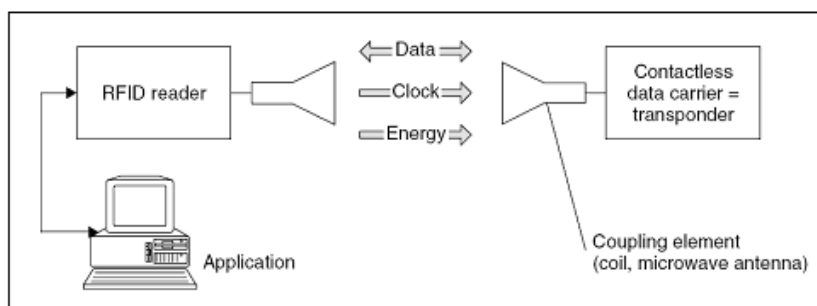 Data
RFID reader
Clock
Contactless
data carrier =
transponder
Energy
Application
Coupling element
(coil, microwave antenna)